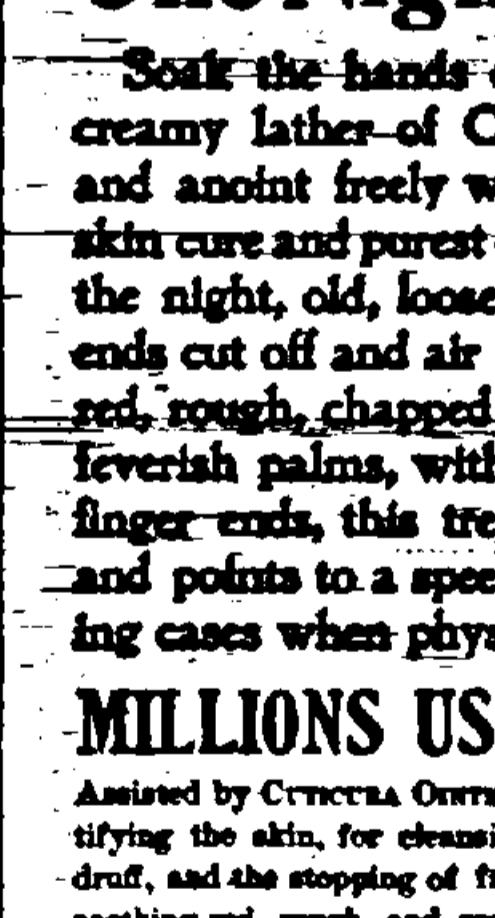 Soak the hands
creamy lather of C
and anoint freely w
skin cure and purest
the night, old, loose
ends cut off and air
red, rough, chapped
feverish palms, with
finger ends, this tre
and points to a spee
ing cases when phys
MILLIONS US
Assisted by CUTICURA OINTM
tifying the skin, for cleansi
druff, and the stopping of f